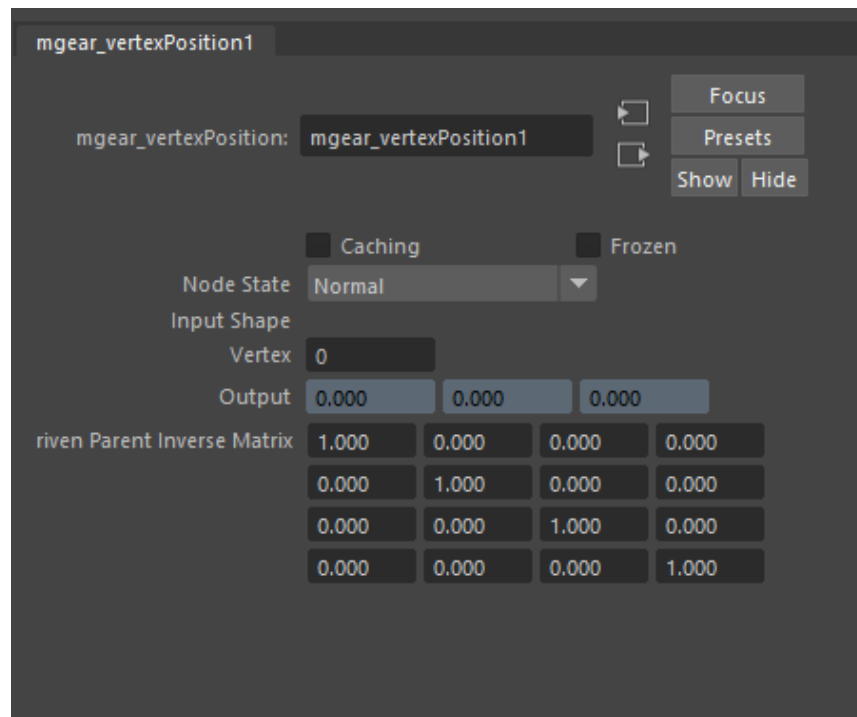 mgear_vertexPosition1
Focus
mgear_vertexPosition: mgear_vertexPosition1
Presets
Show Hide
Caching Frozen
Node State Normal
Input Shape
Vertex 0
Output 0.000 0.000 0.000
riven Parent Inverse Matrix 1.000 0.000 0.000 0.000
0.000 1.000 0.000 0.000
0.000 0.000 1.000 0.000
0.000 0.000 0.000 1.000